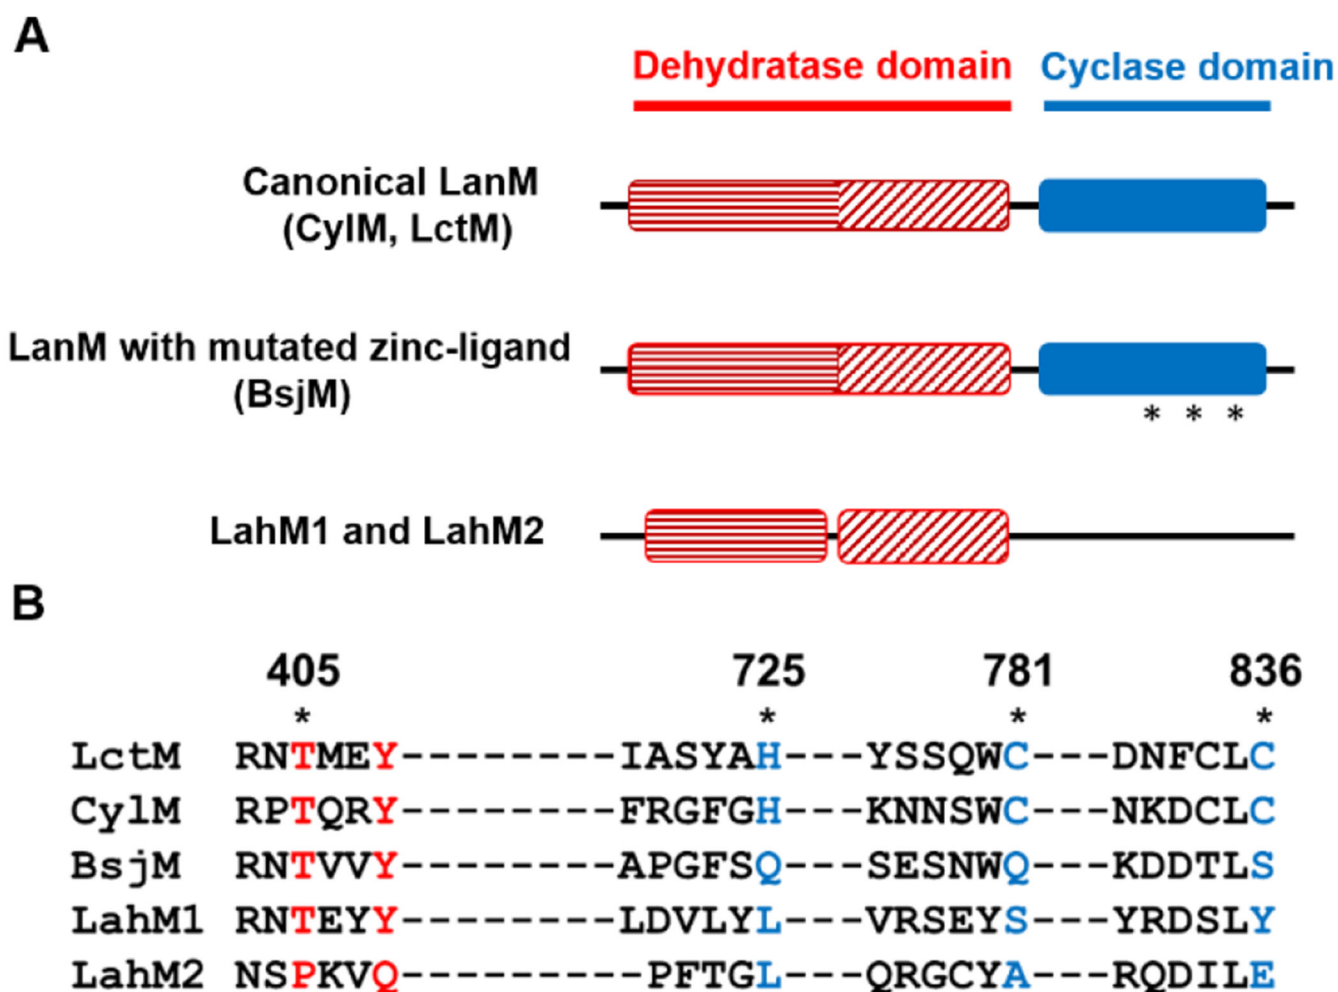 A
Dehydratase domain Cyclase domain
Canonical LanM
(CylM, LctM)
LanM with mutated zinc-ligand
(BsjM)
* * *
LahM1 and LahM2
B
405 725 781 836
* * * *
LctM RNTMEY---------IASYAH---YSSQWC---DNFCLC
CylM RPTQRY---------FRGFGH---KNNSWC---NKDCLC
BsjM RNTVVY---------APGFSQ---SESNWQ---KDDTLS
LahM1 RNTEYY---------LDVLYL---VRSEYS---YRDSLY
LahM2 NSPKVQ----------PFTGL---QRGCYA---RQDILE